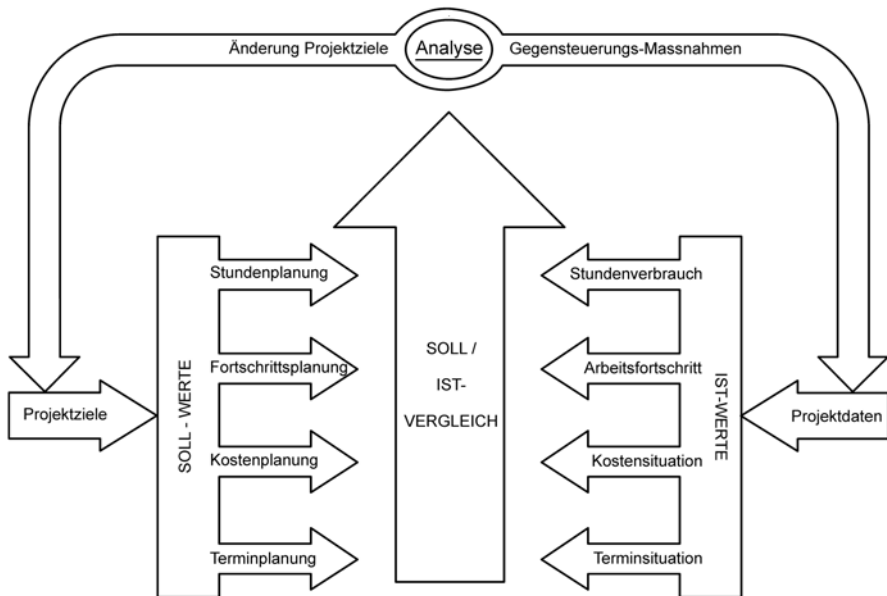 Änderung Projektziele
Analyse
Gegensteuerungs-Massnahmen
Stundenplanung
Fortschrittsplanung
Kostenplanung
Terminplanung
Projektziele
SOLL - WERTE
SOLL /
IST-
VERGLEICH
Stundenverbrauch
Arbeitsfortschritt
Kostensituation
Terminsituation
IST-WERTE
Projektdaten